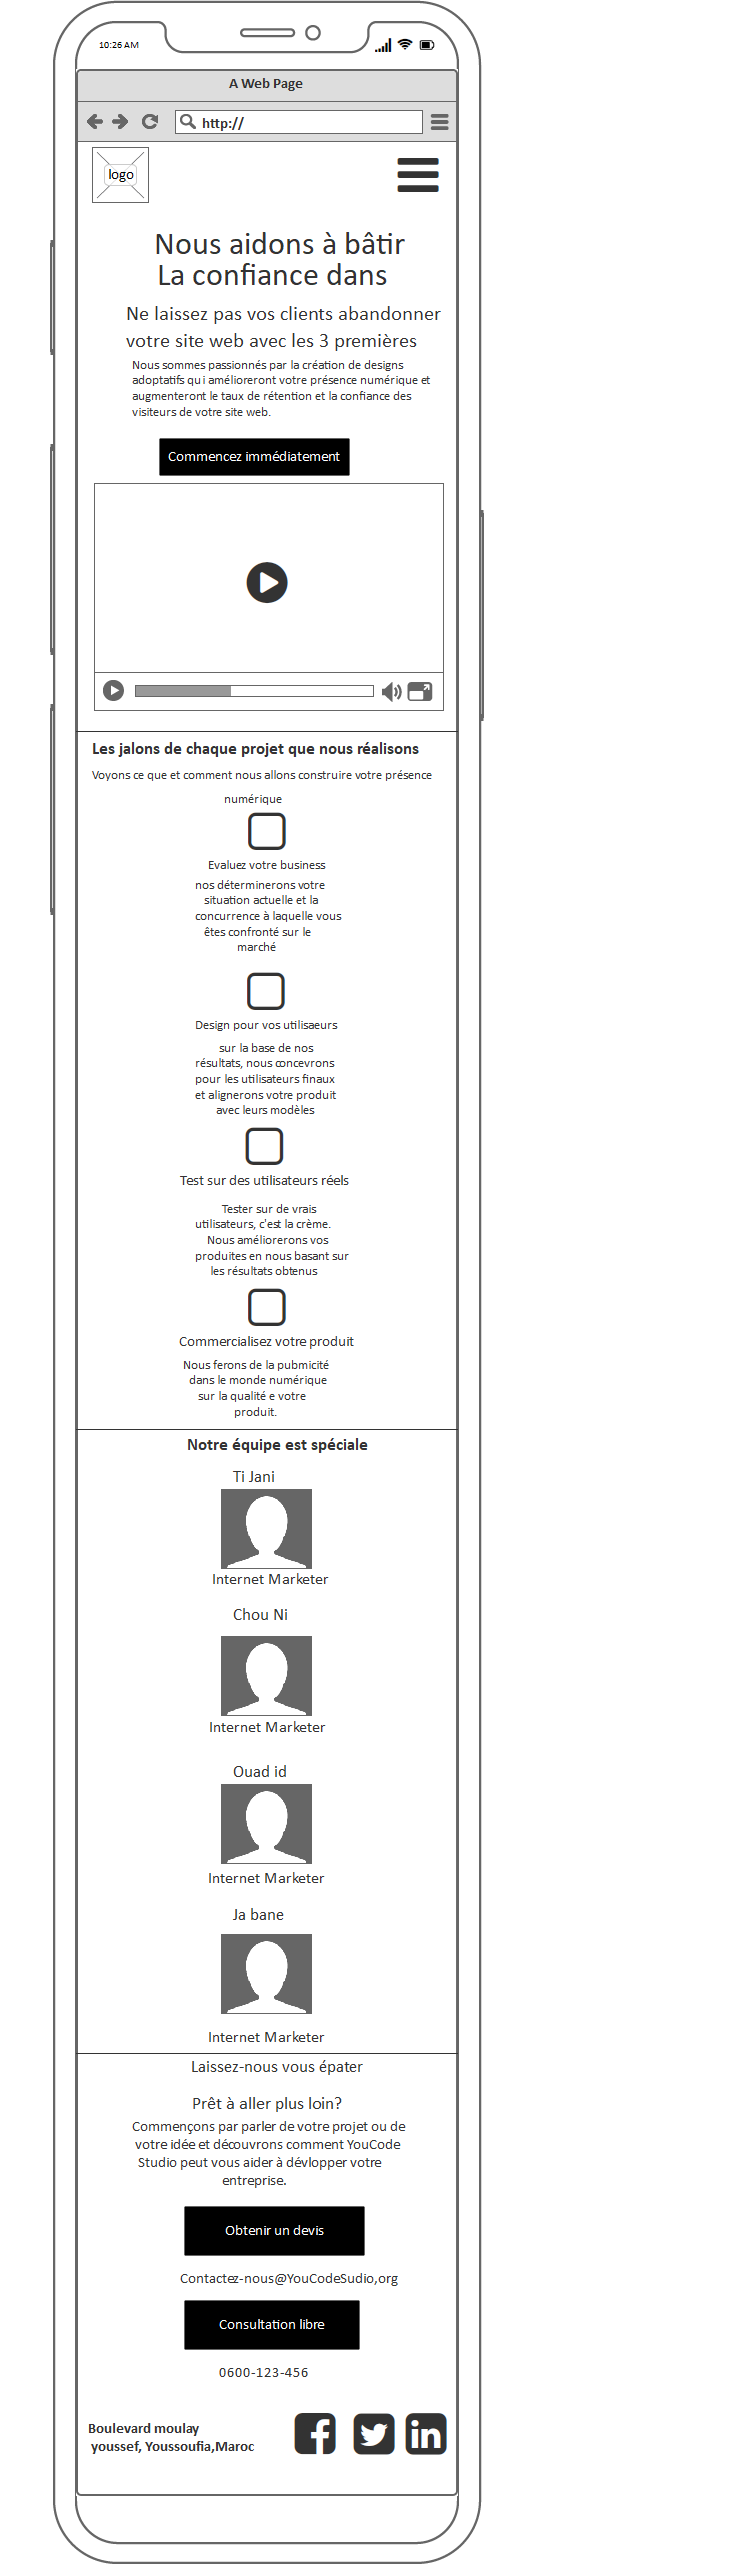 10:26 AM
A Web Page
http://
logo
Nous aidons à bâtir
La confiance dans
Ne laissez pas vos clients abandonner
votre site web avec les 3 premières
Nous sommes passionnés par la création de designs
adoptatifs qui amélioreront votre présence numérique et
augmenteront le taux de rétention et la confiance des
visiteurs de votre site web.
Commencez immédiatement
Les jalons de chaque projet que nous réalisons
Voyons ce que et comment nous allons construire votre présence
numérique
Evaluez votre business
nos déterminerons votre
situation actuelle et la
concurrence à laquelle vous
êtes confronté sur le
marché
Design pour vos utilisaeurs
sur la base de nos
résultats, nous concevrons
pour les utilisateurs finaux
et alignerons votre produit
avec leurs modèles
Test sur des utilisateurs réels
Tester sur de vrais
utilisateurs, c'est la crème.
Nous améliorerons vos
produites en nous basant sur
les résultats obtenus
Commercialisez votre produit
Nous ferons de la pubmicité
dans le monde numérique
sur la qualité e votre
produit.
Notre équipe est spéciale
Ti Jani
Internet Marketer
Chou Ni
Internet Marketer
Ouad id
Internet Marketer
Ja bane
Internet Marketer
Laissez-nous vous épater
Prêt à aller plus loin?
Commençons par parler de votre projet ou de
votre idée et découvrons comment YouCode
Studio peut vous aider à dévlopper votre
entreprise.
Obtenir un devis
Contactez-nous@YouCodeSudio,org
Consultation libre
0600-123-456
Boulevard moulay
youssef, Youssoufia,Maroc